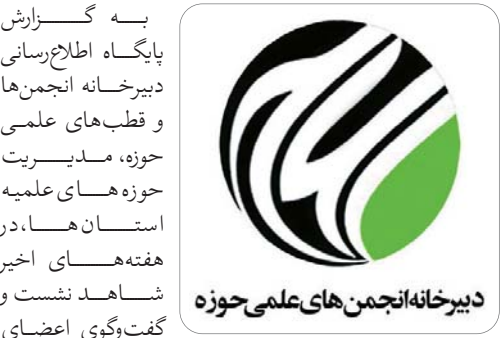 به گزارش
پایگاه اطلاع‌رسانی
دبیرخانه انجمن‌ها
و قطب‌های علمی
حوزه، مدیریت
حوزه‌های علمیه
استان‌ها، در
هفته‌های اخیر
شاهد نشست و
گفت‌وگوی اعضای
دبیرخانه انجمن‌های علمی حوزه